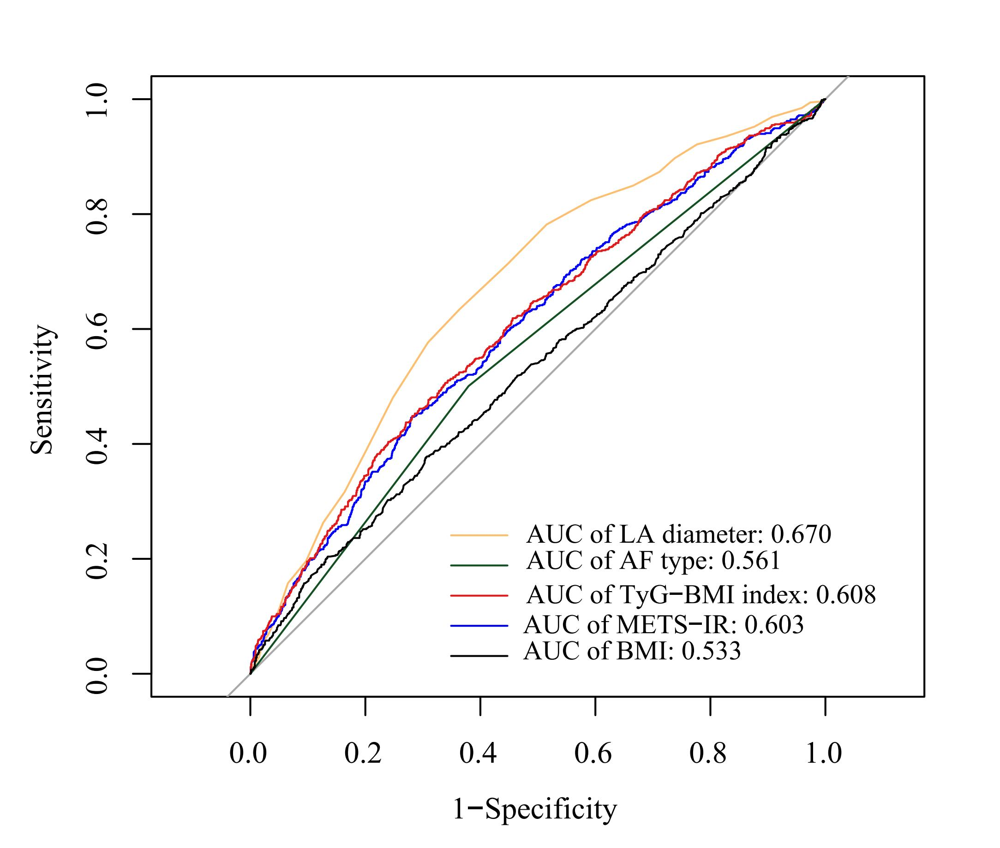 Sensitivity
1.0
0.8
0.6
0.4
0.2
0.0
AUC of LA diameter: 0.670
AUC of AF type: 0.561
AUC of TyG−BMI index: 0.608
AUC of METS−IR: 0.603
AUC of BMI: 0.533
0.0 0.2 0.4 0.6 0.8 1.0
1−Specificity